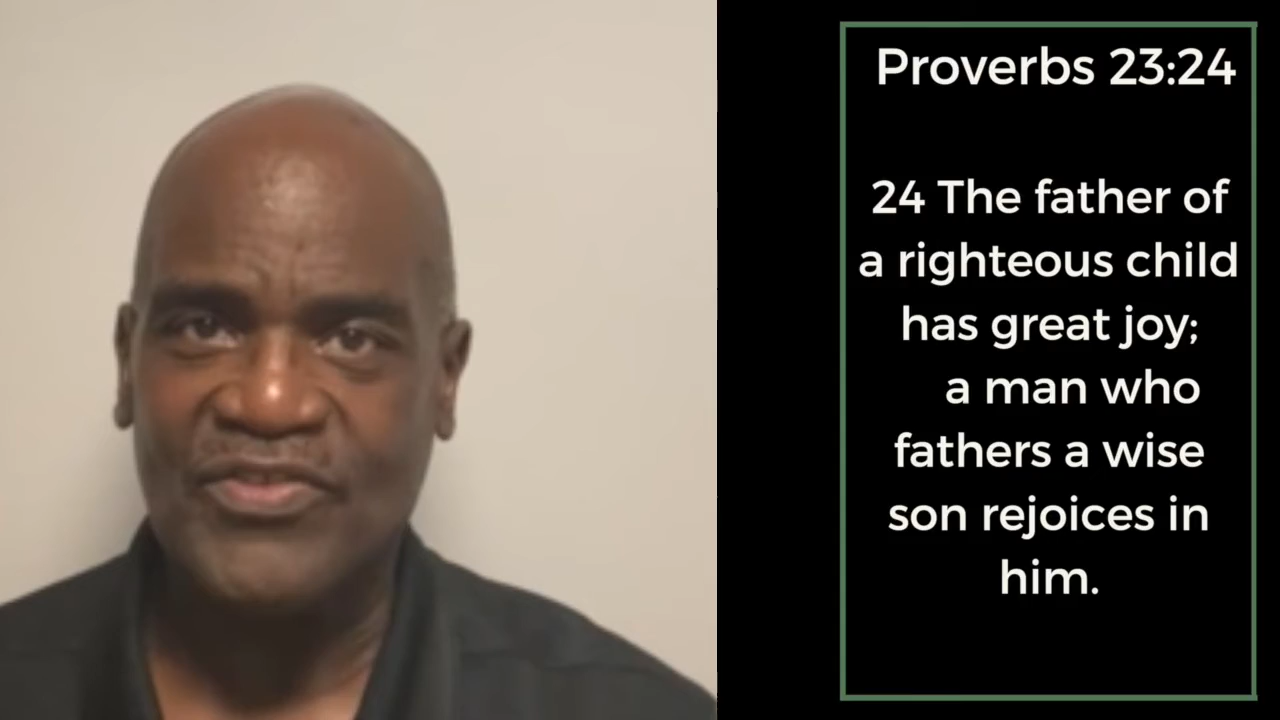 Proverbs 23:24
24 The father of
a righteous child
has great joy;
a man who
fathers a wise
son rejoices in
him.